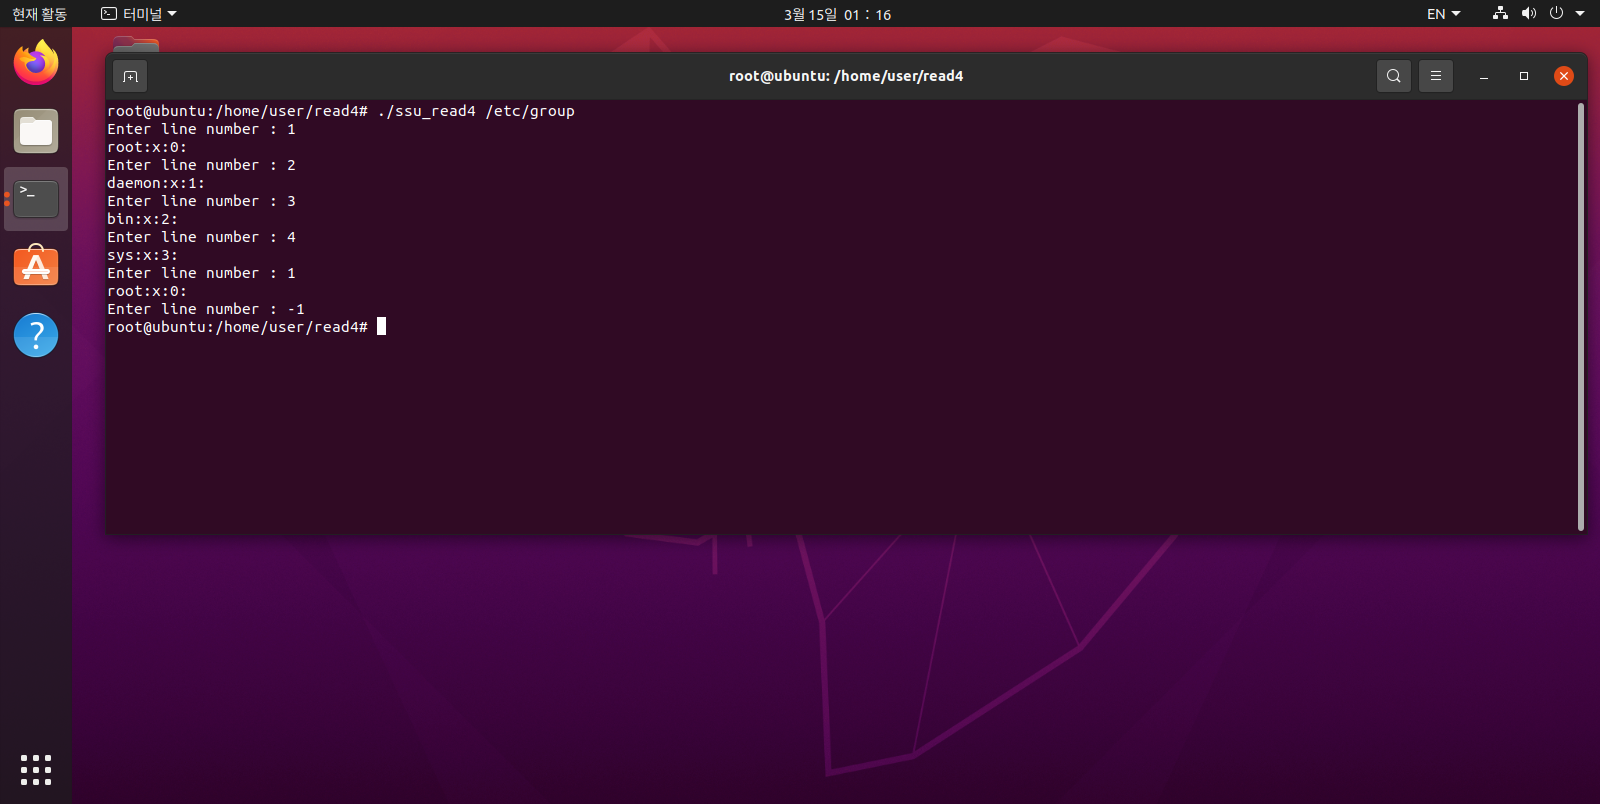 현재 활동
터미널
3월 15일 01 : 16
EN
root@ubuntu: /home/user/read4
root@ubuntu:/home/user/read4# ./ssu_read4 /etc/group
Enter line number : 1
root:x:0:
Enter line number : 2
daemon:x:1:
Enter line number : 3
bin:x:2:
Enter line number : 4
sys:x:3:
Enter line number : 1
root:x:0:
Enter line number : -1
root@ubuntu:/home/user/read4#